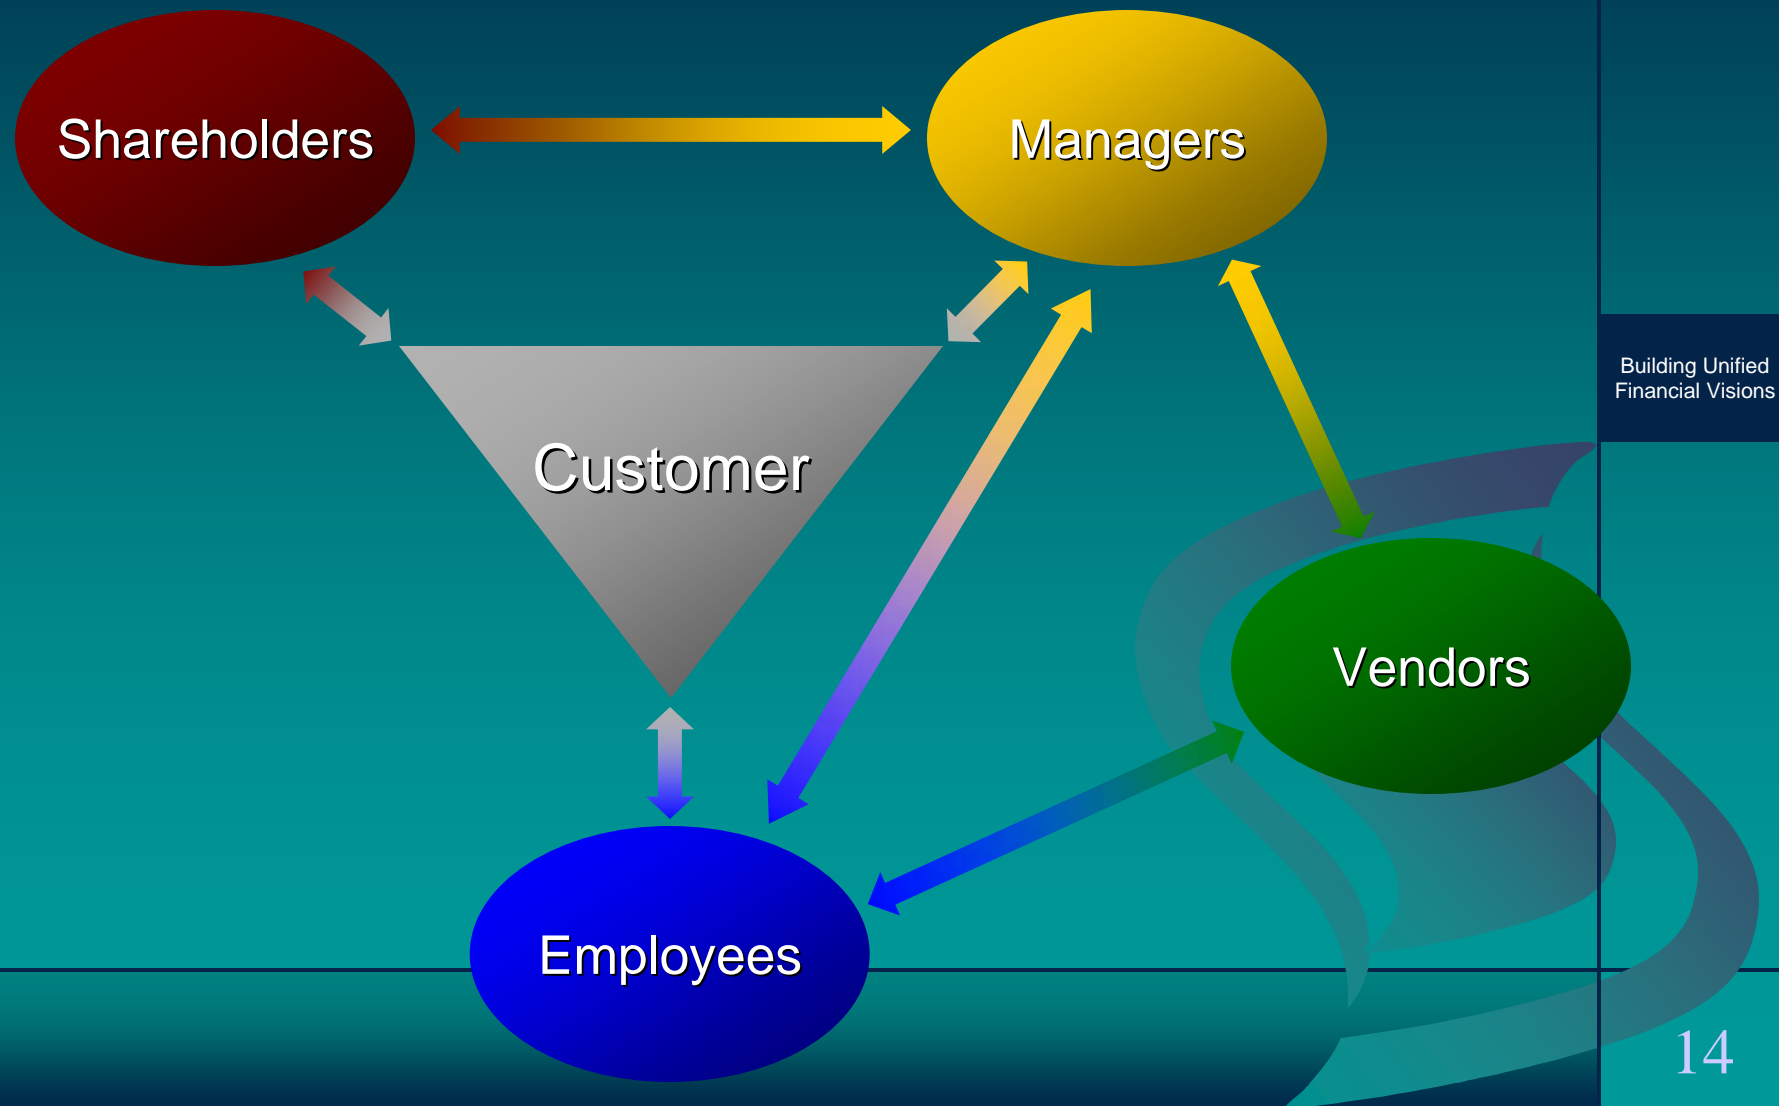 Shareholders
Managers
Building Unified
Financial Visions
Customer
Vendors
Employees
14